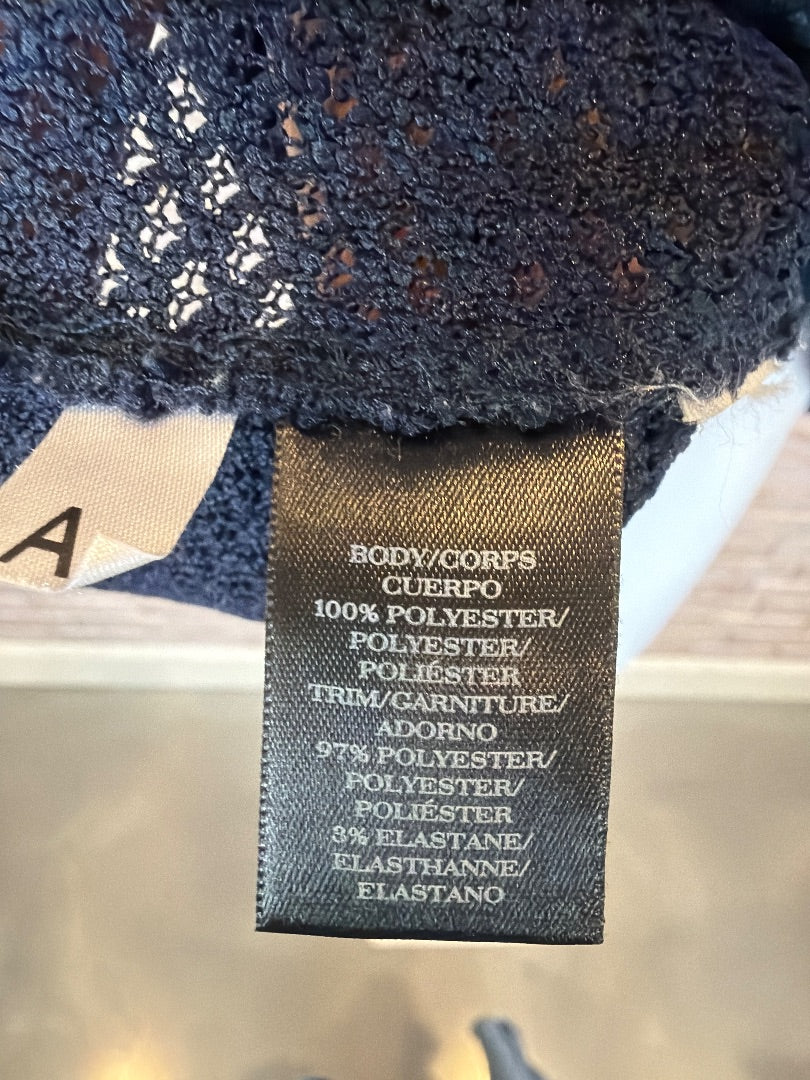 A
BODY/CORPS
CUERPO
100% POLYESTER/
POLYESTER/
POLIÉSTER
TRIM/GARNITURE/
ADORNO
97% POLYESTER/
POLYESTER/
POLIÉSTER
3% ELASTANE/
ELASTHANNE/
ELASTANO